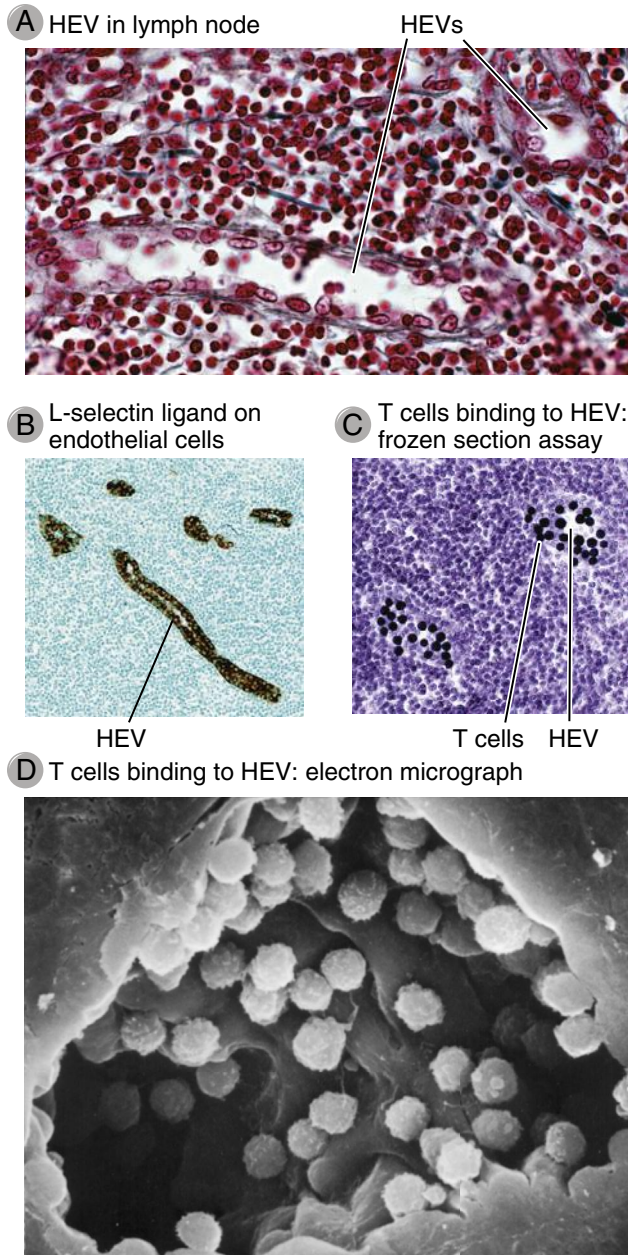 A HEV in lymph node
HEVs
B L-selectin ligand on
endothelial cells
HEV
C T cells binding to HEV:
frozen section assay
T cells HEV
D T cells binding to HEV: electron micrograph